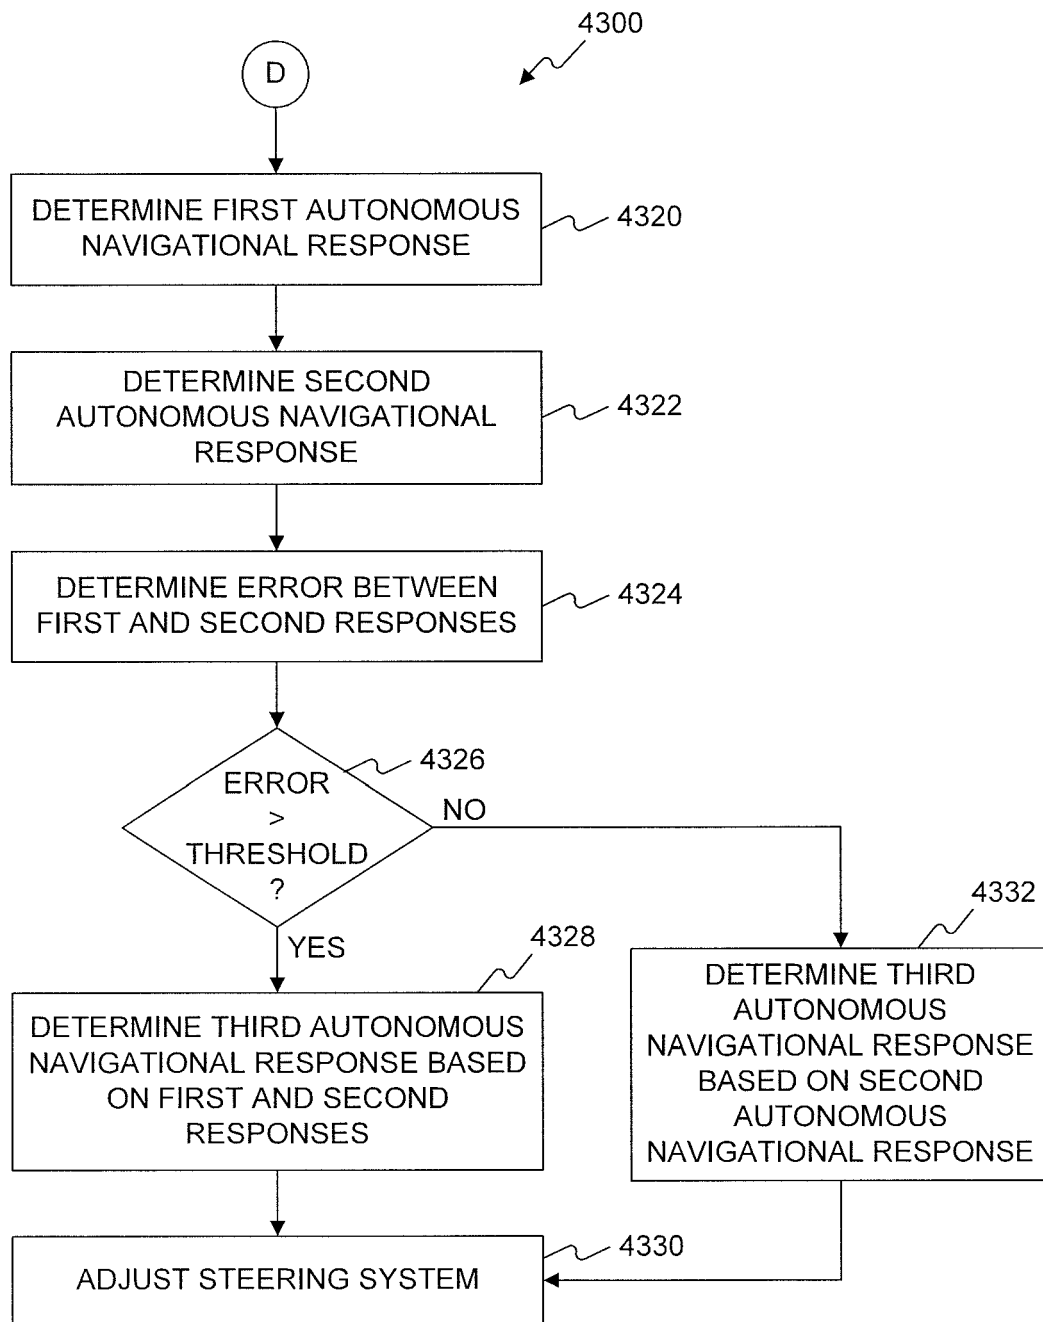 4300
D
DETERMINE FIRST AUTONOMOUS
NAVIGATIONAL RESPONSE
4320
DETERMINE SECOND
AUTONOMOUS NAVIGATIONAL
RESPONSE
4322
DETERMINE ERROR BETWEEN
FIRST AND SECOND RESPONSES
4324
4326
ERROR
>
THRESHOLD
?
NO
YES
4328
DETERMINE THIRD AUTONOMOUS
NAVIGATIONAL RESPONSE BASED
ON FIRST AND SECOND
RESPONSES
4332
DETERMINE THIRD
AUTONOMOUS
NAVIGATIONAL RESPONSE
BASED ON SECOND
AUTONOMOUS
NAVIGATIONAL RESPONSE
ADJUST STEERING SYSTEM
4330